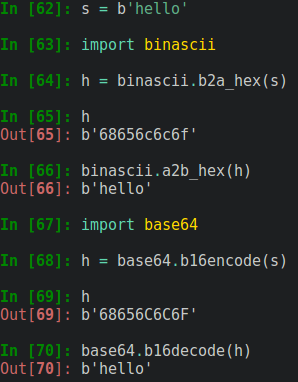 In [62]: s = b'hello'
In [63]: import binascii
In [64]: h = binascii.b2a_hex(s)
In [65]: h
Out[65]: b'68656c6c6f'
In [66]: binascii.a2b_hex(h)
Out[66]: b'hello'
In [67]: import base64
In [68]: h = base64.b16encode(s)
In [69]: h
Out[69]: b'68656C6C6F'
In [70]: base64.b16decode(h)
Out[70]: b'hello'